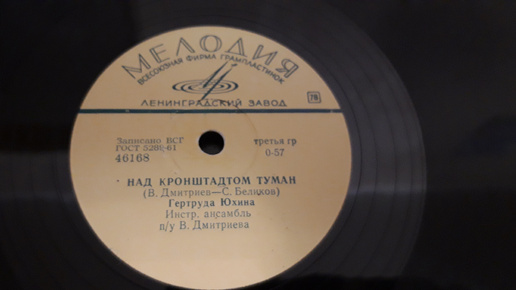 МЕЛОДИЯ
ВСЕСОЮЗНАЯ ФИРМА ГРАМПЛАСТИНОК
ЛЕНИНГРАДСКИЙ ЗАВОД 78
Записано ВСГ третья гр
ГОСТ 5289-61 0-57
46168
НАД КРОНШТАДТОМ ТУМАН
(В. Дмитриев—С. Беликов)
Гертруда Юхина
Инстр. ансамбль
п/у В. Дмитриева